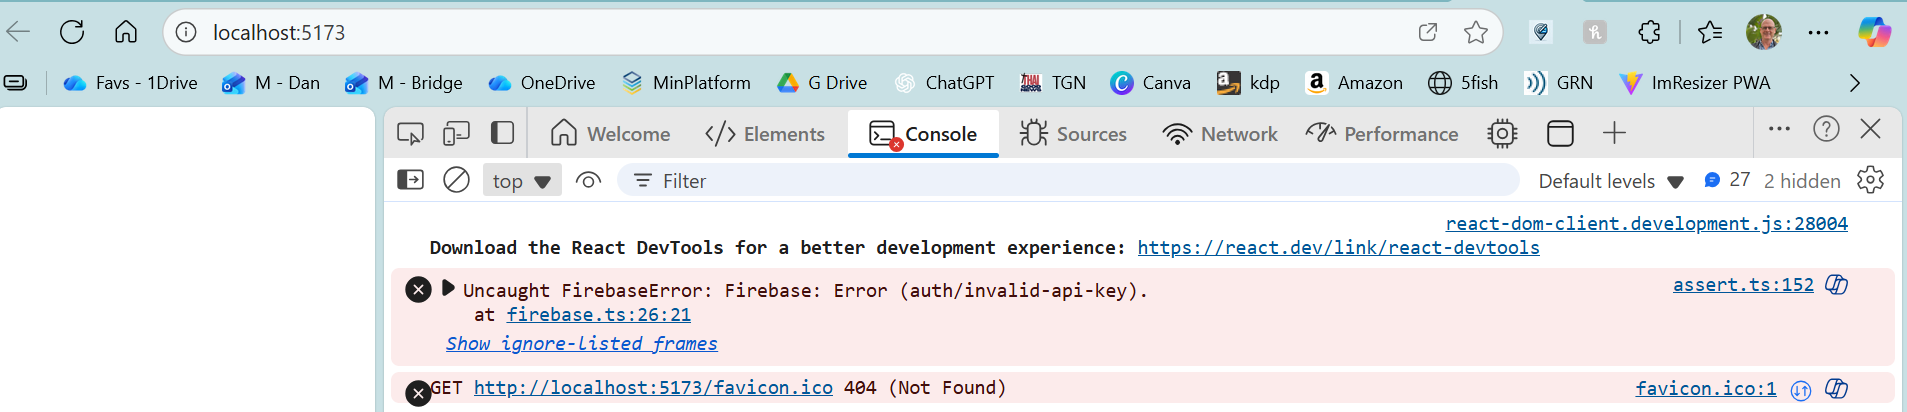 localhost:5173
Favs - 1Drive M - Dan M - Bridge OneDrive MinPlatform G Drive ChatGPT THAI TGN Canva kdp Amazon 5fish GRN ImResizer PWA
Welcome Elements Console Sources Network Performance
top Filter Default levels 27 2 hidden
react-dom-client.development.js:28004
Download the React DevTools for a better development experience: https://react.dev/link/react-devtools
Uncaught FirebaseError: Firebase: Error (auth/invalid-api-key). assert.ts:152
at firebase.ts:26:21
Show ignore-listed frames
GET http://localhost:5173/favicon.ico 404 (Not Found) favicon.ico:1